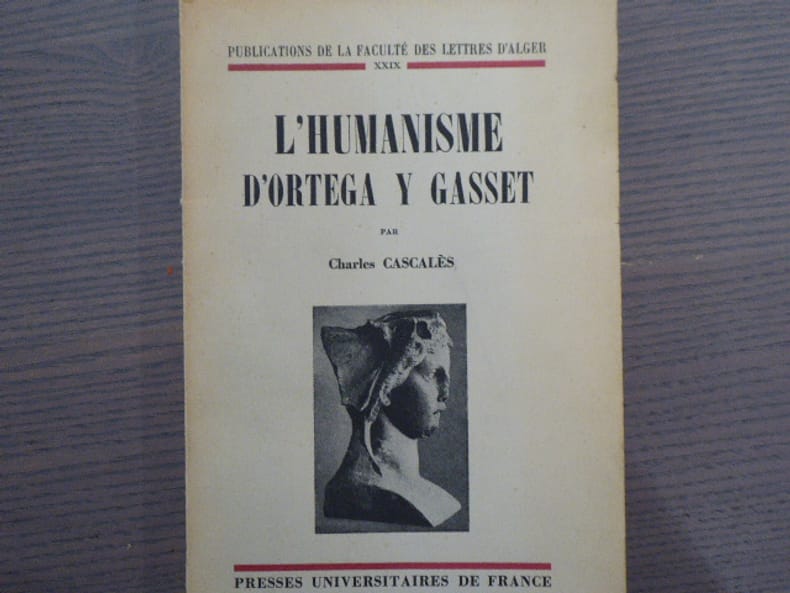 PUBLICATIONS DE LA FACULTÉ DES LETTRES D'ALGER
XXIX
L'HUMANISME
D'ORTEGA Y GASSET
PAR
Charles CASCALÈS
PRESSES UNIVERSITAIRES DE FRANCE